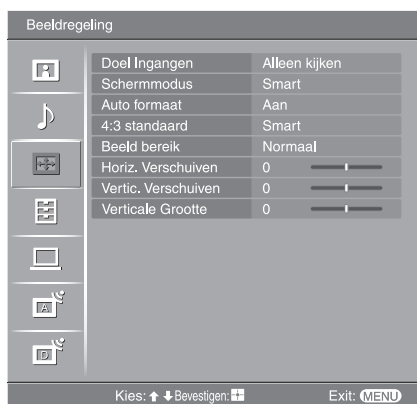 Beeldregeling
Doel Ingangen Alleen kijken
Schermmodus Smart
Auto formaat Aan
4:3 standaard Smart
Beeld bereik Normaal
Horiz. Verschuiven 0
Vertic. Verschuiven 0
Verticale Grootte 0
A
D
Kies: Bevestigen: Exit: MENU